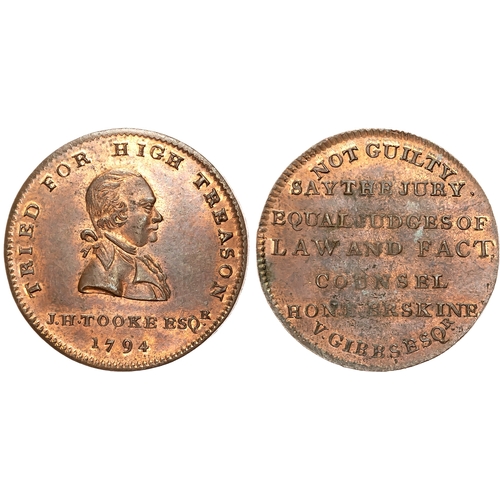 TRIED FOR HIGH TREASON
J.H.TOOKE ESQR
1794
NOT GUILTY
SAY THE JURY.
EQUAL JUDGES OF
LAW AND FACT
COUNSEL
HONE ERSKINE
V. GIBBS ESQR